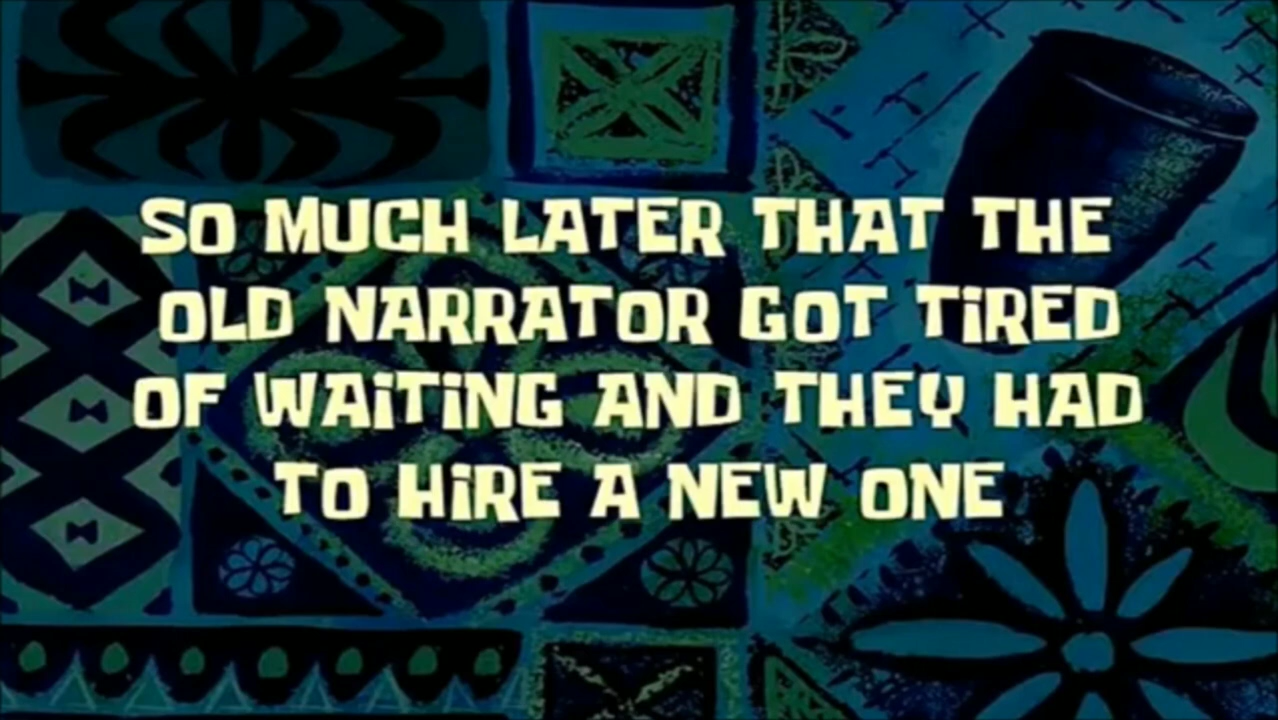 SO MUCH LATER THAT THE
OLD NARRATOR GOT TiRED
OF WAiTiNG AND THEY HAD
TO HiRE A NEW ONE